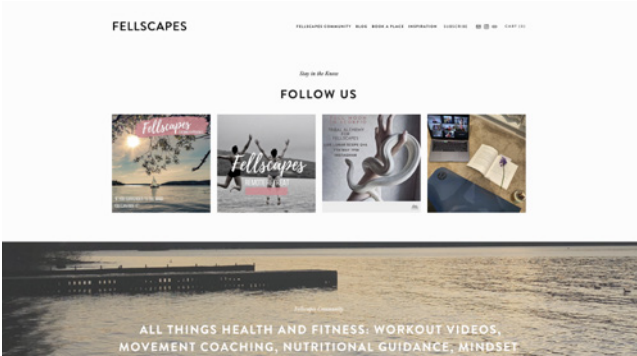 FELLSCAPES
FELLSCAPES COMMUNITY BLOG BOOK A PLACE INSPIRATION SUBSCRIBE CART (0)
Stay in the Know
FOLLOW US
Fellscapes
Fellscapes
Fellscapes Community
ALL THINGS HEALTH AND FITNESS: WORKOUT VIDEOS,
MOVEMENT COACHING, NUTRITIONAL GUIDANCE, MINDSET